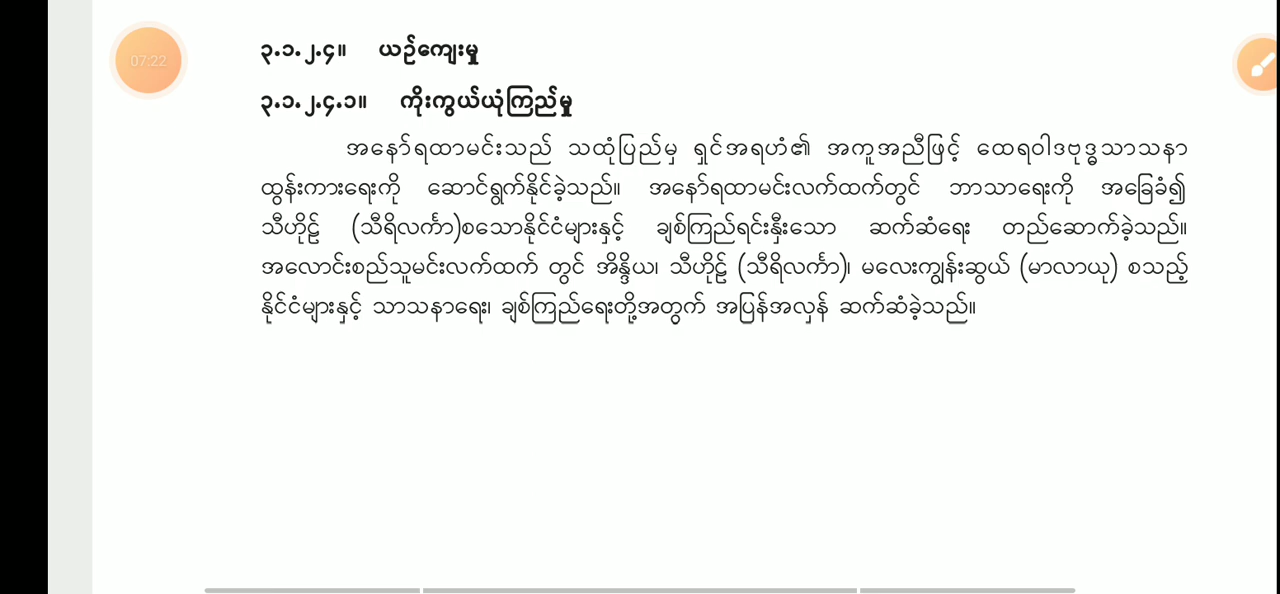 ၃.၁.၂.၄။ ယဉ်ကျေးမှု
07:22
၃.၁.၂.၄.၁။ ကိုးကွယ်ယုံကြည်မှု
အနော်ရထာမင်းသည် သထုံပြည်မှ ရှင်အရဟံ၏ အကူအညီဖြင့် ထေရဝါဒဗုဒ္ဓသာသနာ
ထွန်းကားရေးကို ဆောင်ရွက်နိုင်ခဲ့သည်။ အနော်ရထာမင်းလက်ထက်တွင် ဘာသာရေးကို အခြေခံ၍
သီဟိုဠ် (သီရိလင်္ကာ)စသောနိုင်ငံများနှင့် ချစ်ကြည်ရင်းနှီးသော ဆက်ဆံရေး တည်ဆောက်ခဲ့သည်။
အလောင်းစည်သူမင်းလက်ထက် တွင် အိန္ဒိယ၊ သီဟိုဠ် (သီရိလင်္ကာ)၊ မလေးကျွန်းဆွယ် (မာလာယု) စသည့်
နိုင်ငံများနှင့် သာသနာရေး၊ ချစ်ကြည်ရေးတို့အတွက် အပြန်အလှန် ဆက်ဆံခဲ့သည်။